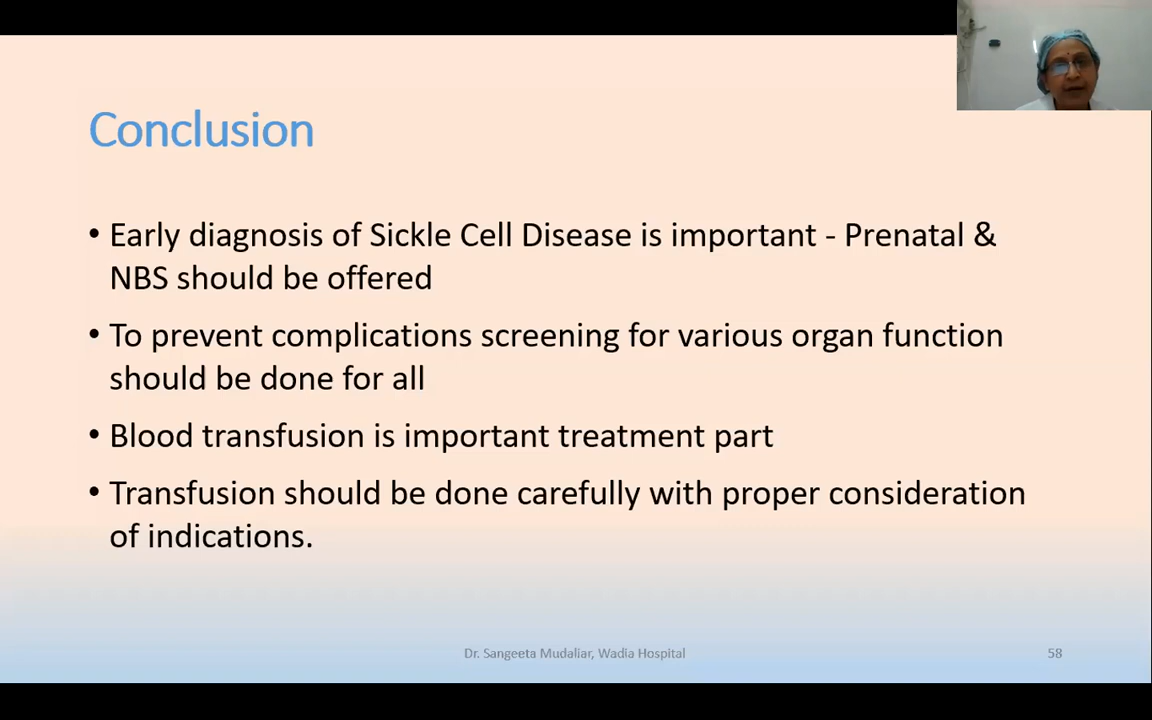 Conclusion
• Early diagnosis of Sickle Cell Disease is important - Prenatal &
NBS should be offered
• To prevent complications screening for various organ function
should be done for all
• Blood transfusion is important treatment part
• Transfusion should be done carefully with proper consideration
of indications.
Dr. Sangeeta Mudaliar, Wadia Hospital
58